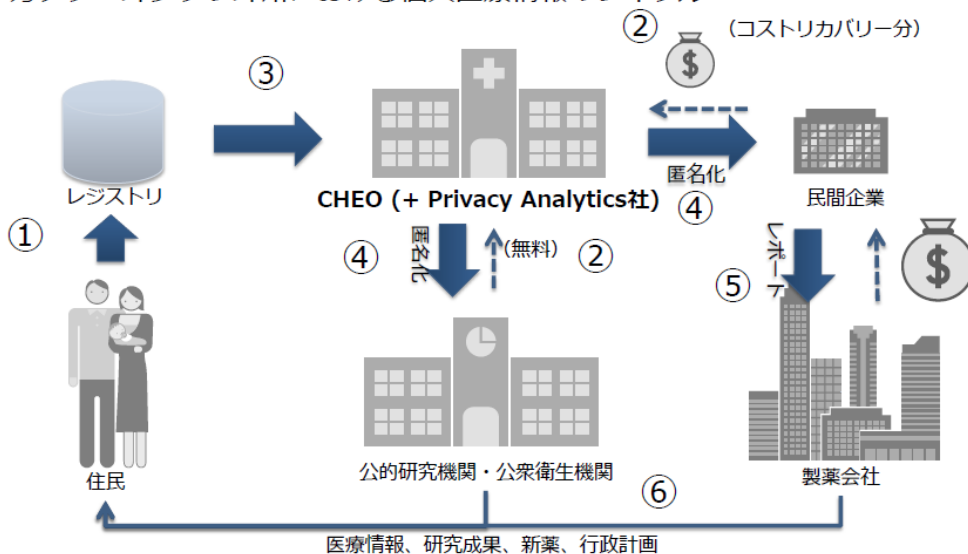 ② (コストリカバリー分)
③
$
レジストリ
CHEO (+ Privacy Analytics社)
匿名化
④
民間企業
①
④
匿名化
(無料)
②
⑤
レポート
$
住民
公的研究機関・公衆衛生機関
製薬会社
⑥
医療情報、研究成果、新薬、行政計画